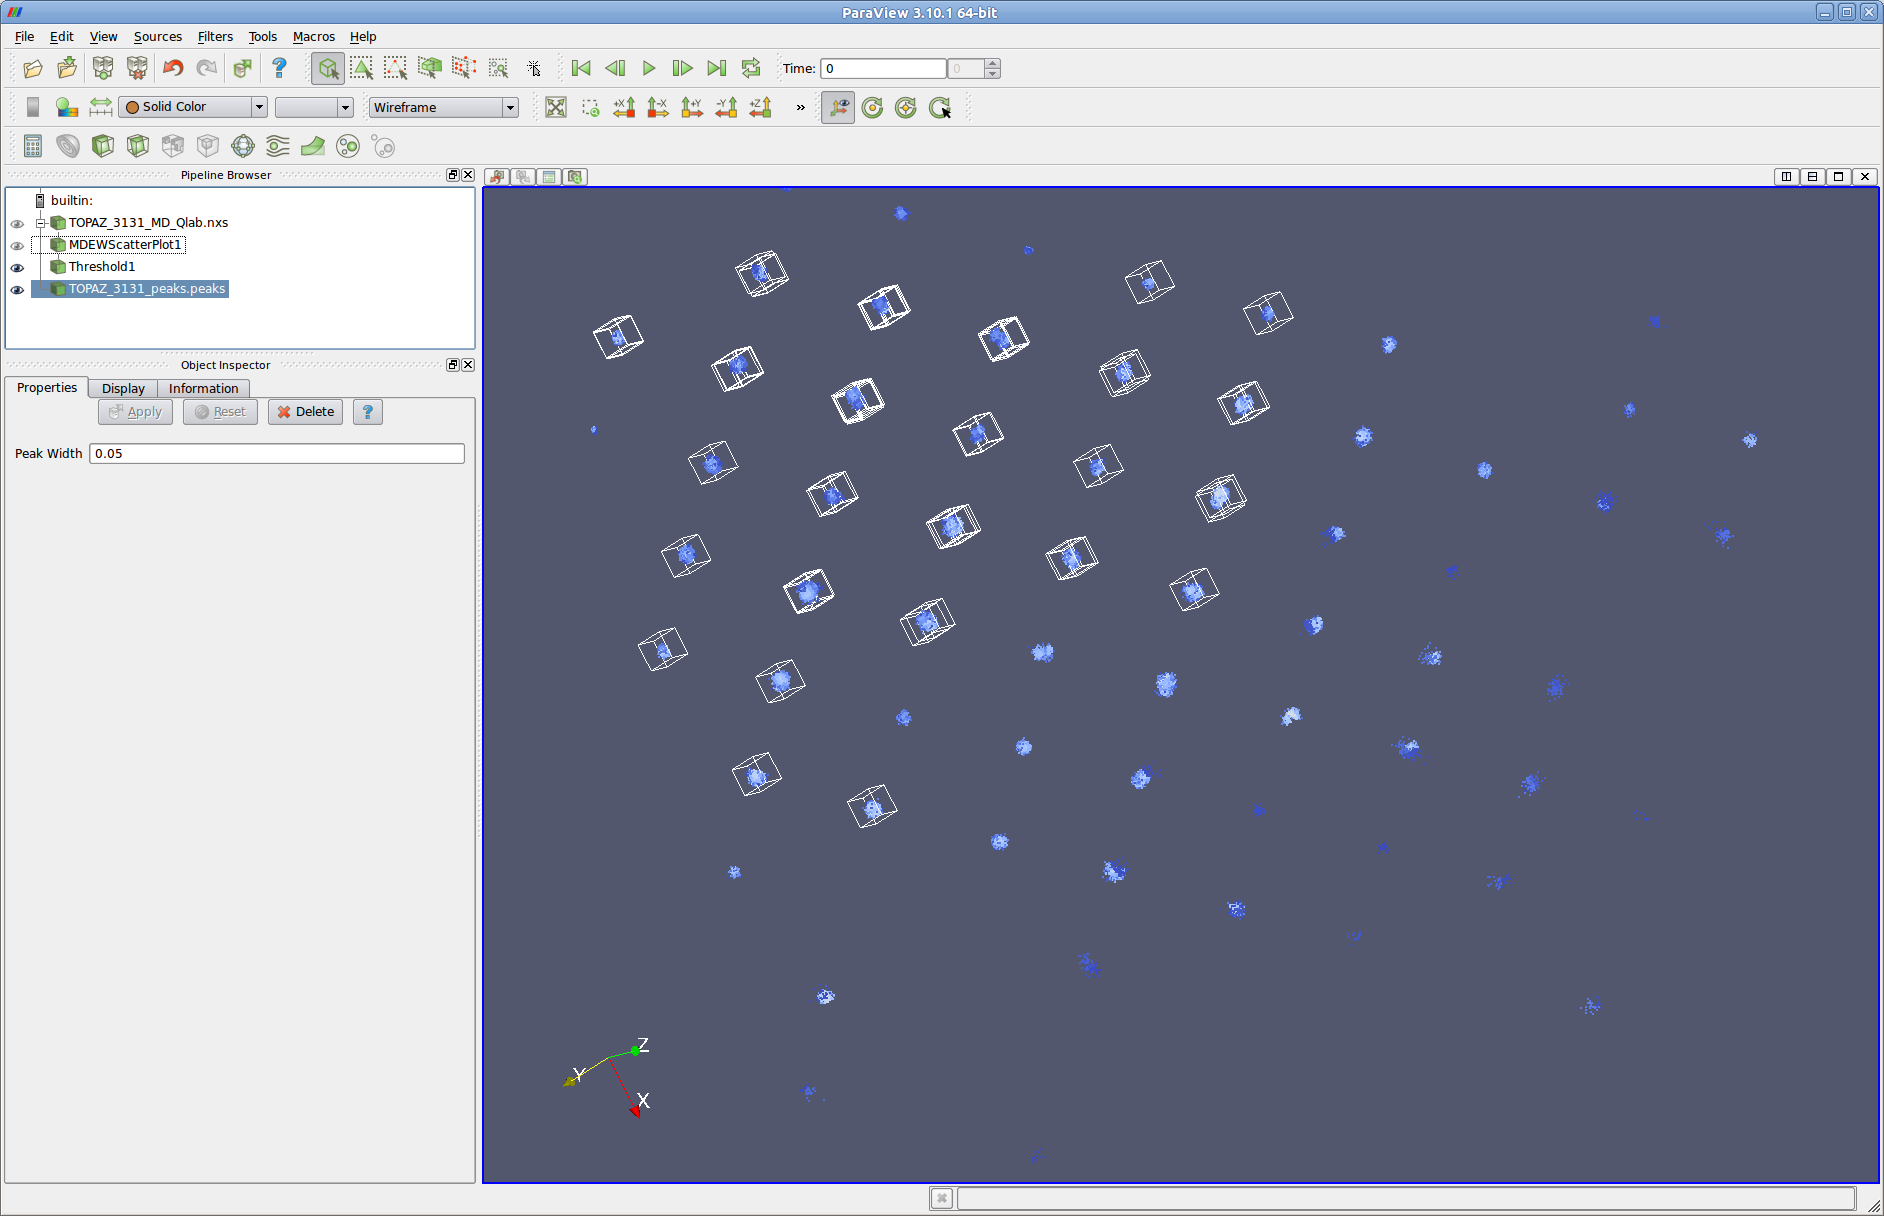 ParaView 3.10.1 64-bit
File Edit View Sources Filters Tools Macros Help
? Time: 0 0
Solid Color Wireframe +X -X +Y -Y +Z »
Pipeline Browser
builtin:
TOPAZ_3131_MD_Qlab.nxs
MDEWScatterPlot1
Threshold1
TOPAZ_3131_peaks.peaks
Object Inspector
Properties Display Information
Apply Reset Delete ?
Peak Width 0.05
Z
Y
X